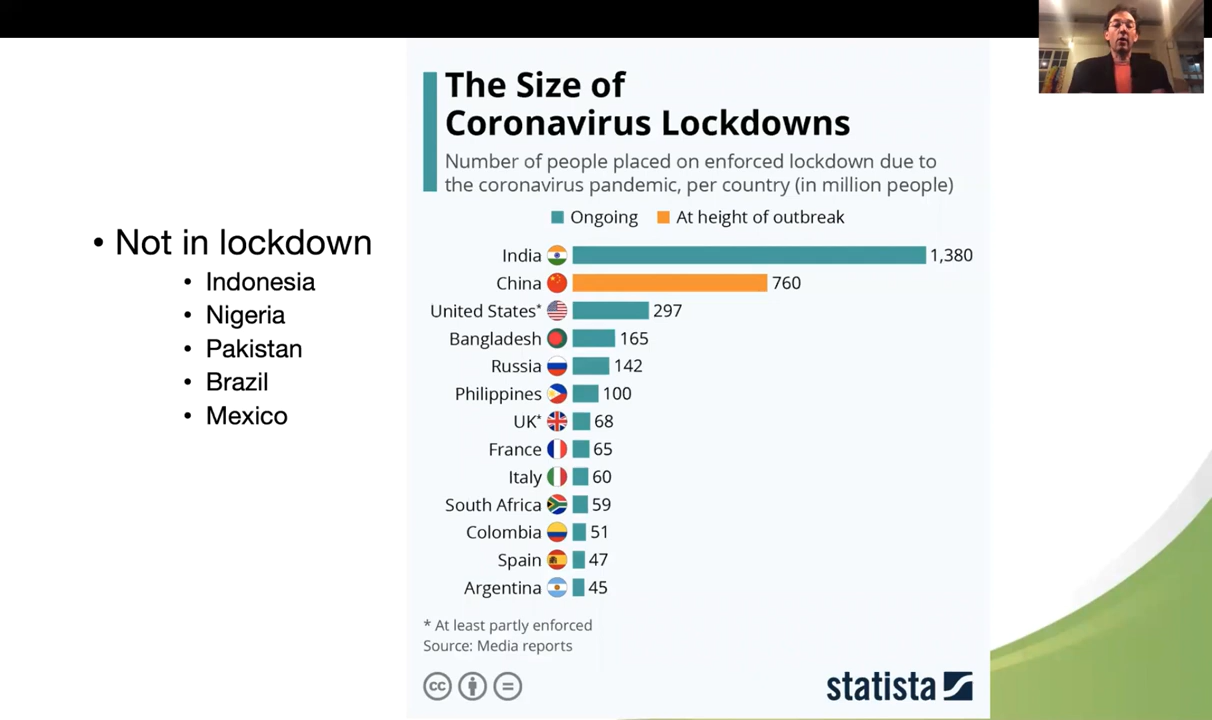 • Not in lockdown
• Indonesia
• Nigeria
• Pakistan
• Brazil
• Mexico
The Size of
Coronavirus Lockdowns
Number of people placed on enforced lockdown due to
the coronavirus pandemic, per country (in million people)
Ongoing At height of outbreak
India 1,380
China 760
United States* 297
Bangladesh 165
Russia 142
Philippines 100
UK* 68
France 65
Italy 60
South Africa 59
Colombia 51
Spain 47
Argentina 45
* At least partly enforced
Source: Media reports
cc
statista